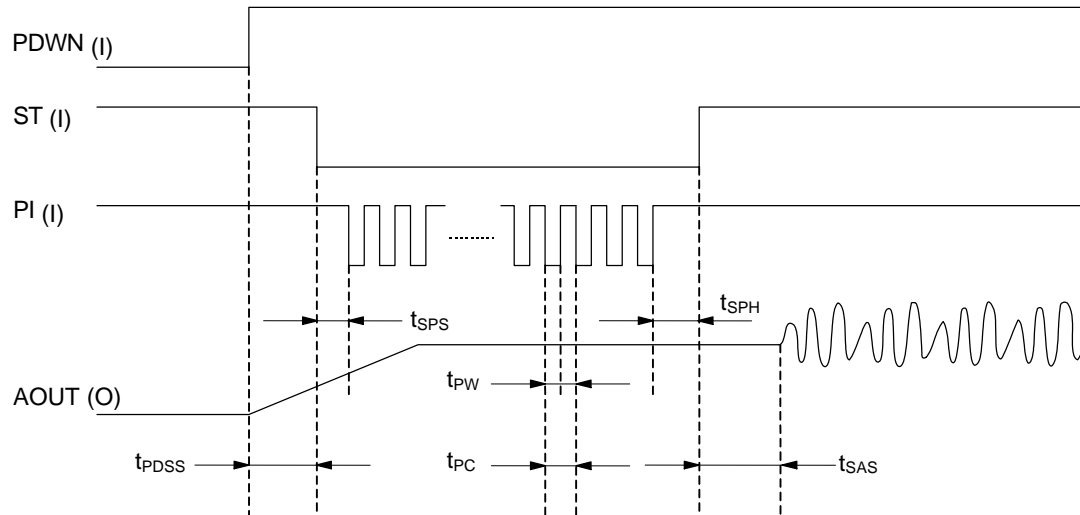 PDWN (I)
ST (I)
PI (I)
tSPS
tSPH
tPW
AOUT (O)
tPDSS
tPC
tSAS